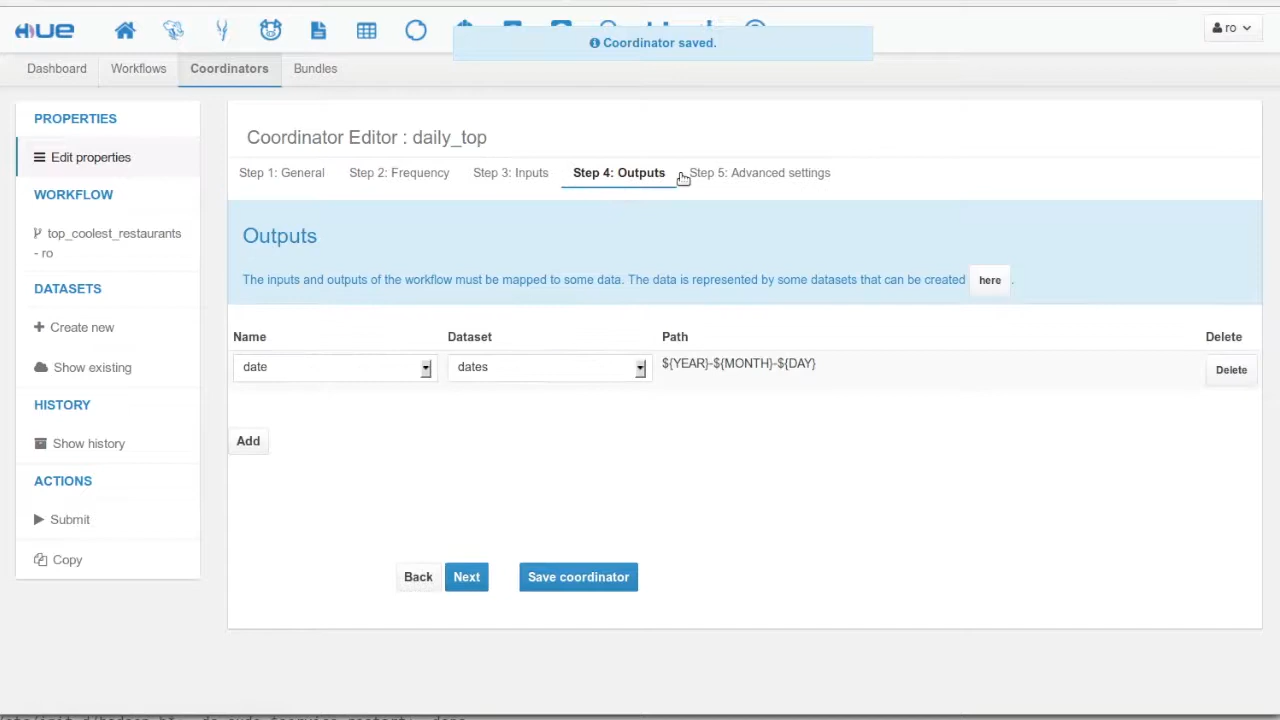 HUE
Coordinator saved.
ro
Dashboard
Workflows
Coordinators
Bundles
PROPERTIES
Edit properties
WORKFLOW
top_coolest_restaurants
- ro
DATASETS
Create new
Show existing
HISTORY
Show history
ACTIONS
Submit
Copy
Coordinator Editor : daily_top
Step 1: General
Step 2: Frequency
Step 3: Inputs
Step 4: Outputs
Step 5: Advanced settings
Outputs
The inputs and outputs of the workflow must be mapped to some data. The data is represented by some datasets that can be created here .
Name
Dataset
Path
Delete
date
dates
${YEAR}-${MONTH}-${DAY}
Delete
Add
Back
Next
Save coordinator